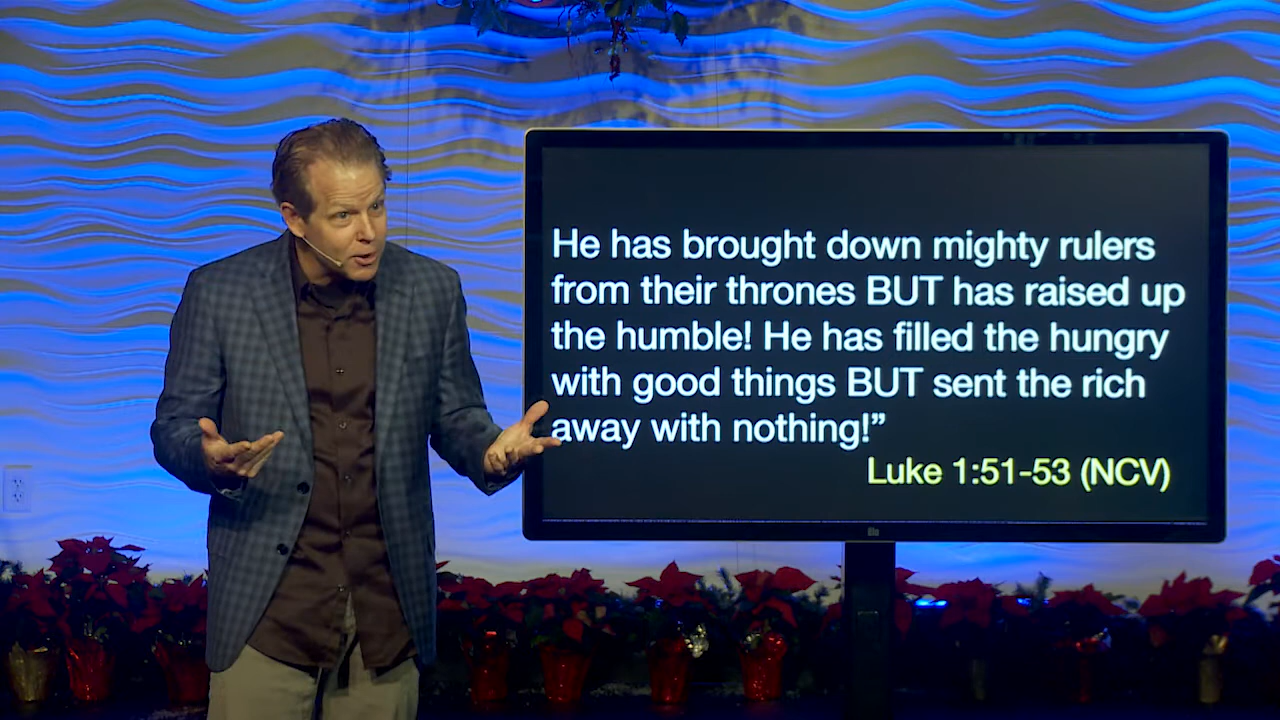 He has brought down mighty rulers
from their thrones BUT has raised up
the humble! He has filled the hungry
with good things BUT sent the rich
away with nothing!”
Luke 1:51-53 (NCV)
elo